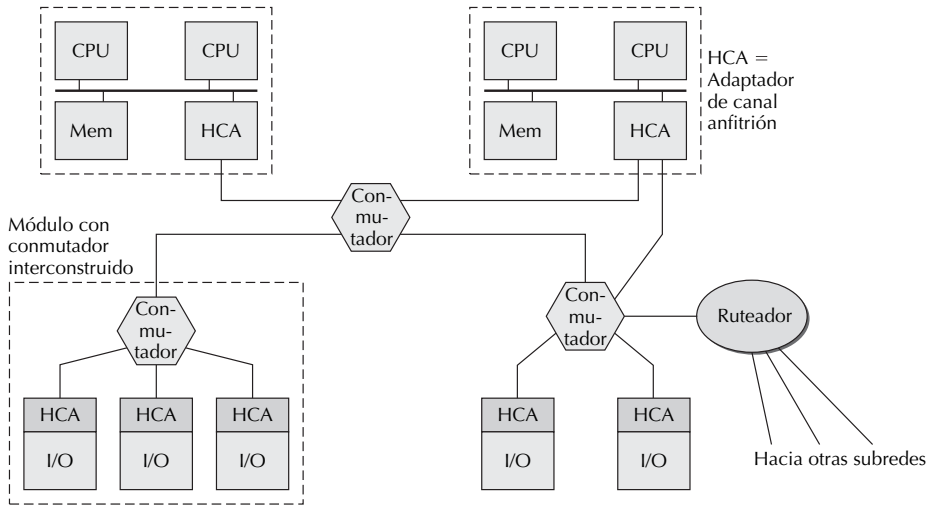 CPU
CPU
Mem
HCA
CPU
CPU
Mem
HCA
HCA =
Adaptador
de canal
anfitrión
Con-
mu-
tador
Módulo con
conmutador
interconstruido
Con-
mu-
tador
HCA
HCA
HCA
I/O
I/O
I/O
Con-
mu-
tador
Ruteador
HCA
HCA
I/O
I/O
Hacia otras subredes